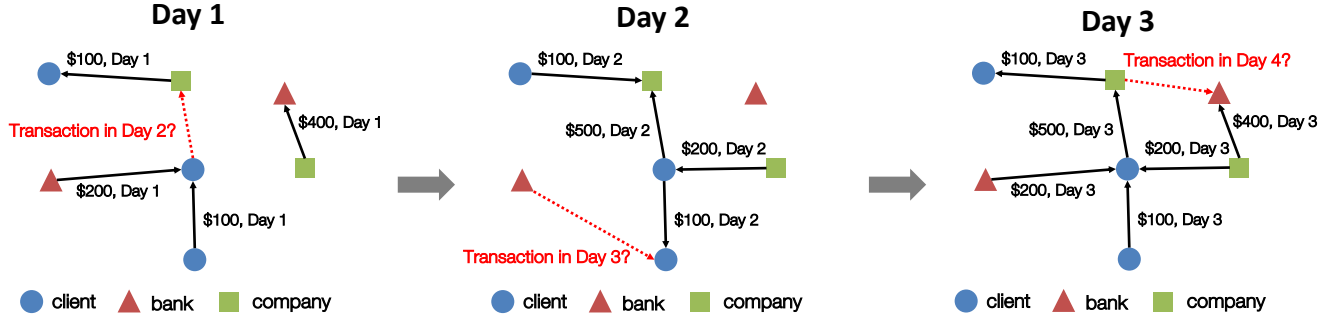 Day 1
$100, Day 1
Transaction in Day 2?
$400, Day 1
$200, Day 1
$100, Day 1
client
bank
company
Day 2
$100, Day 2
$500, Day 2
$200, Day 2
$100, Day 2
Transaction in Day 3?
client
bank
company
Day 3
$100, Day 3
Transaction in Day 4?
$400, Day 3
$500, Day 3
$200, Day 3
$200, Day 3
$100, Day 3
client
bank
company